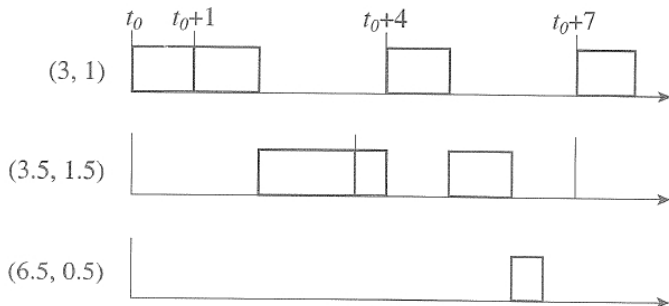 t₀ t₀+1 t₀+4 t₀+7
(3, 1)
(3.5, 1.5)
(6.5, 0.5)